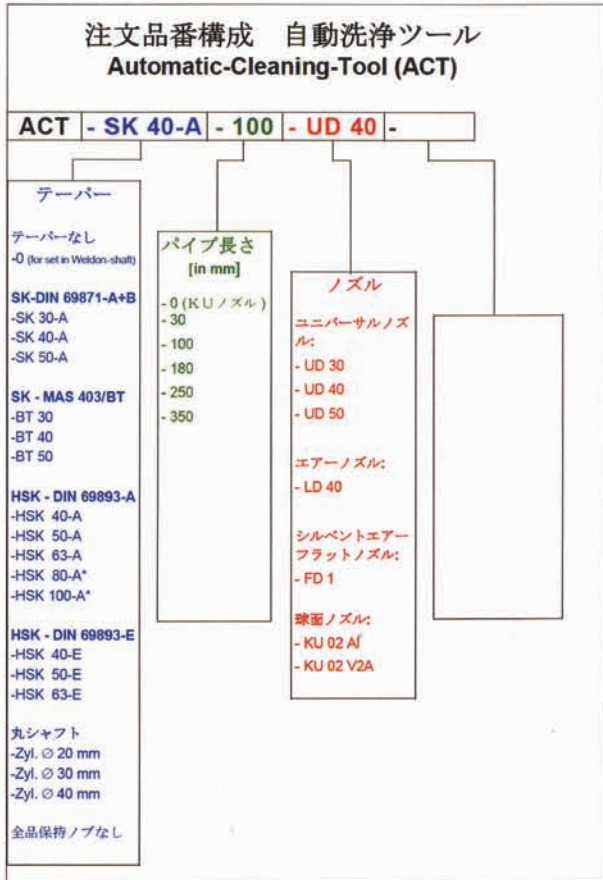 注文品番構成 自動洗浄ツール
Automatic-Cleaning-Tool (ACT)
ACT - SK 40-A - 100 - UD 40 -
テーパー
テーパーなし
-0 (for set in Weldon-shaft)
SK-DIN 69871-A+B
-SK 30-A
-SK 40-A
-SK 50-A
SK - MAS 403/BT
-BT 30
-BT 40
-BT 50
HSK - DIN 69893-A
-HSK 40-A
-HSK 50-A
-HSK 63-A
-HSK 80-A*
-HSK 100-A*
HSK - DIN 69893-E
-HSK 40-E
-HSK 50-E
-HSK 63-E
丸シャフト
-Zyl. Ø 20 mm
-Zyl. Ø 30 mm
-Zyl. Ø 40 mm
全品保持ノブなし
パイプ長さ
[in mm]
- 0 (KUノズル)
- 30
- 100
- 180
- 250
- 350
ノズル
ユニバーサルノズ
ル:
- UD 30
- UD 40
- UD 50
エアーノズル:
- LD 40
シルベントエアー
フラットノズル:
- FD 1
球面ノズル:
- KU 02 Al
- KU 02 V2A